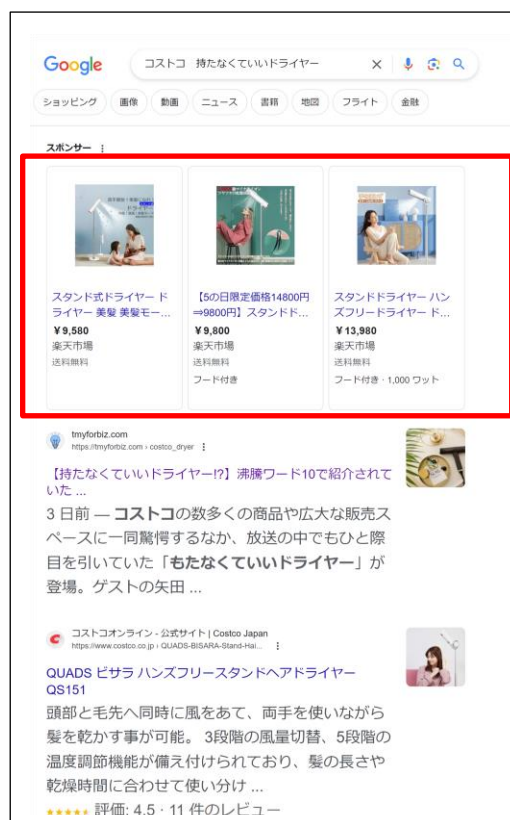 Google
コストコ 持たなくていいドライヤー
ショッピング 画像 動画 ニュース 書籍 地図 フライト 金融
スポンサー
スタンド式ドライヤー ド
ライヤー 美髪 美髪モー...
¥9,580
楽天市場
送料無料
【5の日限定価格14800円
⇒9800円】スタンドド...
¥9,800
楽天市場
送料無料
フード付き
スタンドドライヤー ハン
ズフリードライヤー ド...
¥13,980
楽天市場
送料無料
フード付き · 1,000 ワット
tmyforbiz.com
https://tmyforbiz.com › costco_dryer
【持たなくていいドライヤー!?】沸騰ワード10で紹介されて
いた ...
3 日前 — コストコの数多くの商品や広大な販売ス
ペースに一同驚愕するなか、放送の中でもひと際
目を引いていた「もたなくていいドライヤー」が
登場。ゲストの矢田 ...
コストコオンライン - 公式サイト | Costco Japan
https://www.costco.co.jp › QUADS-BISARA-Stand-Hai...
QUADS ビサラ ハンズフリースタンドヘアドライヤー
QS151
頭部と毛先へ同時に風をあて、両手を使いながら
髪を乾かす事が可能。 3段階の風量切替、5段階の
温度調節機能が備え付けられており、髪の長さや
乾燥時間に合わせて使い分け ...
★★★★★ 評価: 4.5 · 11 件のレビュー